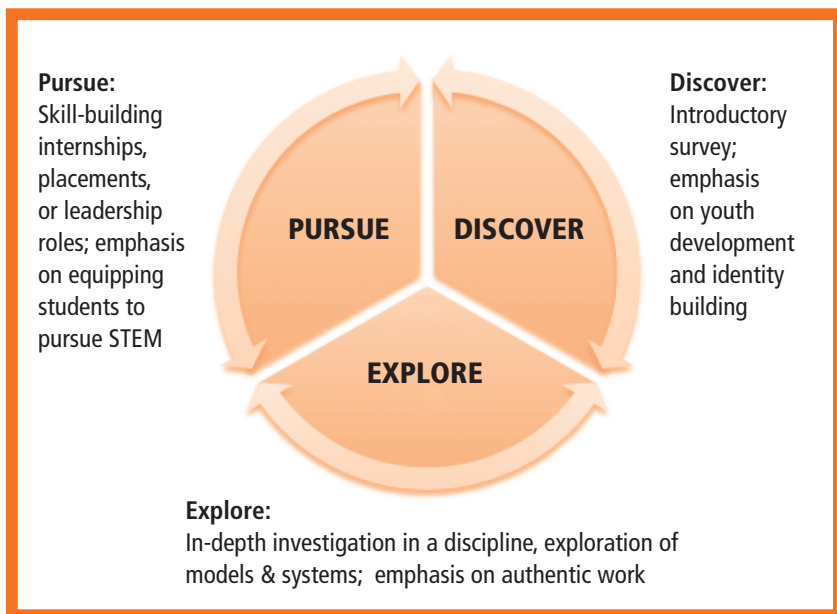 Pursue:
Skill-building
internships,
placements,
or leadership
roles; emphasis
on equipping
students to
pursue STEM
PURSUE
DISCOVER
EXPLORE
Discover:
Introductory
survey;
emphasis
on youth
development
and identity
building
Explore:
In-depth investigation in a discipline, exploration of
models & systems;  emphasis on authentic work